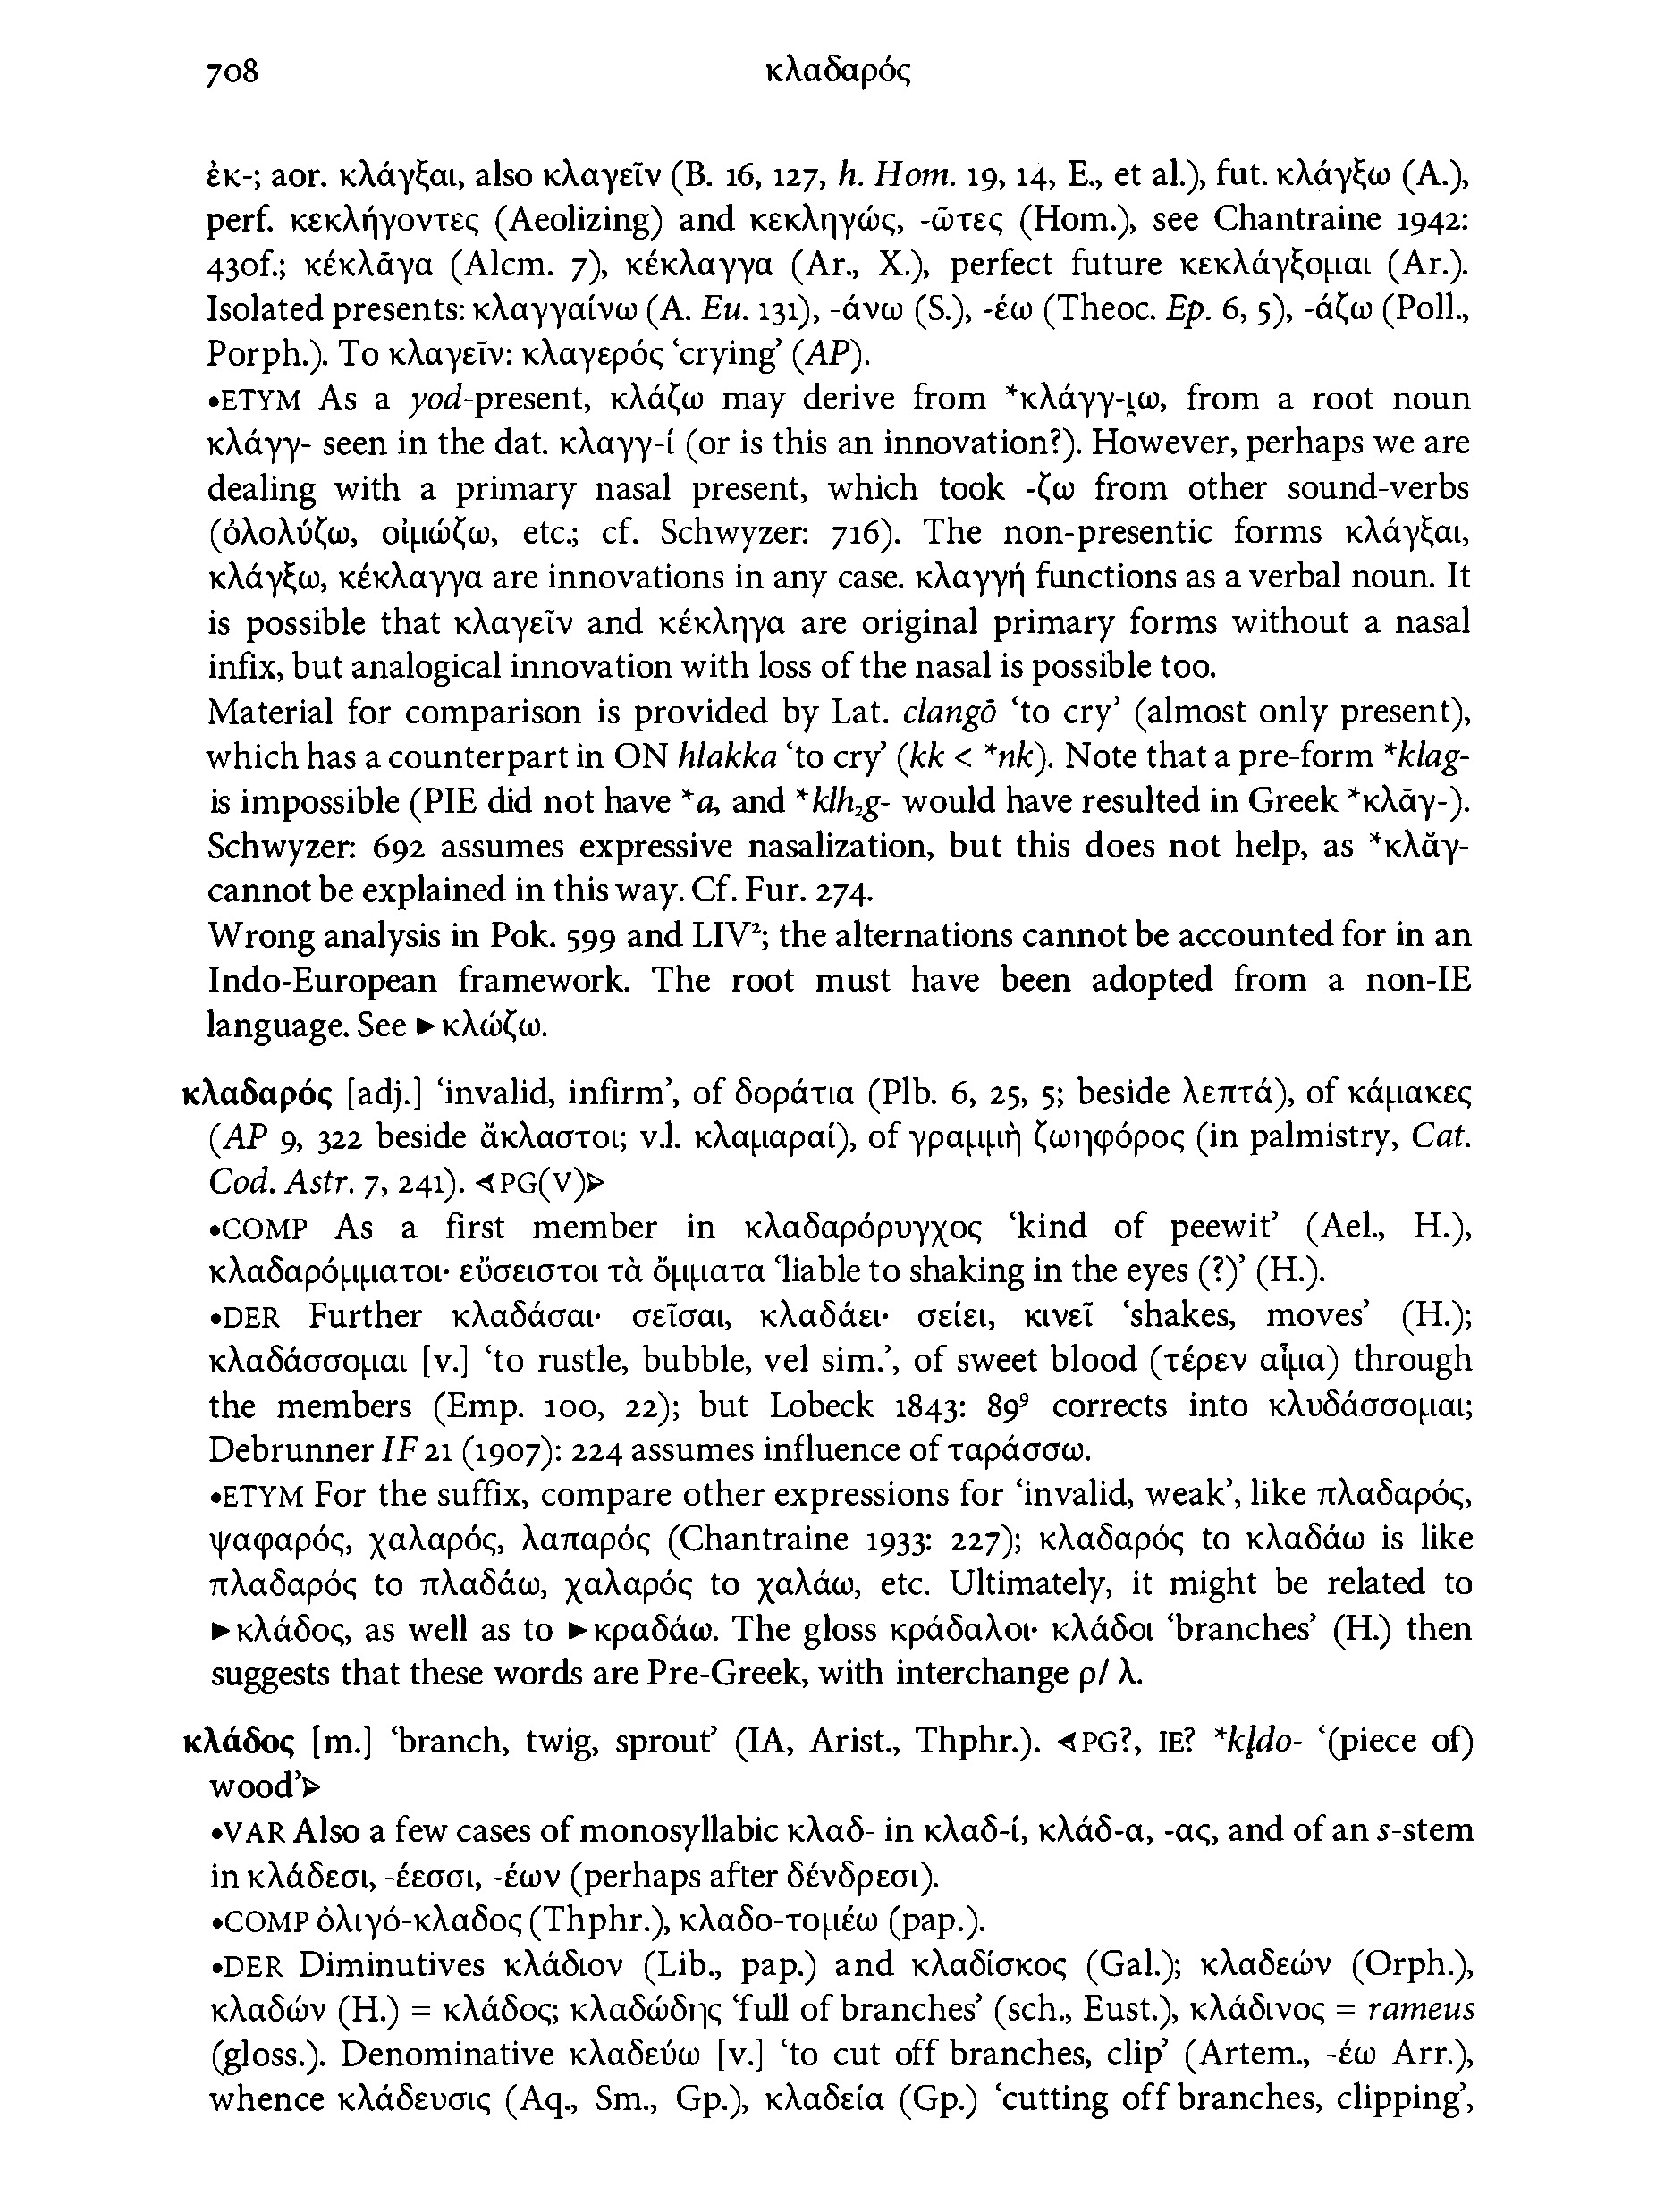 708
κλαδαρός
ἐκ-; aor. κλάγξαι, also κλαγεῖν (B. 16, 127, h. Hom. 19, 14, E., et al.), fut. κλάγξω (A.),
perf. κεκλήγοντες (Aeolizing) and κεκληγώς, -ῶτες (Hom.), see Chantraine 1942:
430f.; κέκλᾱγα (Alcm. 7), κέκλαγγα (Ar., X.), perfect future κεκλάγξομαι (Ar.).
Isolated presents: κλαγγαίνω (A. Eu. 131), -άνω (S.), -έω (Theoc. Ep. 6, 5), -άζω (Poll.,
Porph.). To κλαγεῖν: κλαγερός ‘crying’ (AP).
•ETYM As a yod-present, κλάζω may derive from *κλάγγ-ι̯ω, from a root noun
κλάγγ- seen in the dat. κλαγγ-ί (or is this an innovation?). However, perhaps we are
dealing with a primary nasal present, which took -ζω from other sound-verbs
(ὀλολύζω, οἰμώζω, etc.; cf. Schwyzer: 716). The non-presentic forms κλάγξαι,
κλάγξω, κέκλαγγα are innovations in any case. κλαγγή functions as a verbal noun. It
is possible that κλαγεῖν and κέκληγα are original primary forms without a nasal
infix, but analogical innovation with loss of the nasal is possible too.
Material for comparison is provided by Lat. clangō ‘to cry’ (almost only present),
which has a counterpart in ON hlakka ‘to cry’ (kk < *nk). Note that a pre-form *klag-
is impossible (PIE did not have *a, and *klh₂g- would have resulted in Greek *κλᾱγ-).
Schwyzer: 692 assumes expressive nasalization, but this does not help, as *κλᾰγ-
cannot be explained in this way. Cf. Fur. 274.
Wrong analysis in Pok. 599 and LIV²; the alternations cannot be accounted for in an
Indo-European framework. The root must have been adopted from a non-IE
language. See ►κλώζω.
κλαδαρός [adj.] ‘invalid, infirm’, of δοράτια (Plb. 6, 25, 5; beside λεπτά), of κάμακες
(AP 9, 322 beside ἄκλαστοι; v.l. κλαμαραί), of γραμμὴ ζωηφόρος (in palmistry, Cat.
Cod. Astr. 7, 241). ⊲PG(V)⊳
•COMP As a first member in κλαδαρόρυγχος ‘kind of peewit’ (Ael., H.),
κλαδαρόμματοι· εὔσειστοι τὰ ὄμματα ‘liable to shaking in the eyes (?)’ (H.).
•DER Further κλαδάσαι· σεῖσαι, κλαδάει· σείει, κινεῖ ‘shakes, moves’ (H.);
κλαδάσσομαι [v.] ‘to rustle, bubble, vel sim.’, of sweet blood (τέρεν αἷμα) through
the members (Emp. 100, 22); but Lobeck 1843: 89⁹ corrects into κλυδάσσομαι;
Debrunner IF 21 (1907): 224 assumes influence of ταράσσω.
•ETYM For the suffix, compare other expressions for ‘invalid, weak’, like πλαδαρός,
ψαφαρός, χαλαρός, λαπαρός (Chantraine 1933: 227); κλαδαρός to κλαδάω is like
πλαδαρός to πλαδάω, χαλαρός to χαλάω, etc. Ultimately, it might be related to
►κλάδος, as well as to ►κραδάω. The gloss κράδαλοι· κλάδοι ‘branches’ (H.) then
suggests that these words are Pre-Greek, with interchange ρ/ λ.
κλάδος [m.] ‘branch, twig, sprout’ (IA, Arist., Thphr.). ⊲PG?, IE? *kl̥do- ‘(piece of)
wood’⊳
•VAR Also a few cases of monosyllabic κλαδ- in κλαδ-ί, κλάδ-α, -ας, and of an s-stem
in κλάδεσι, -έεσσι, -έων (perhaps after δένδρεσι).
•COMP ὀλιγό-κλαδος (Thphr.), κλαδο-τομέω (pap.).
•DER Diminutives κλάδιον (Lib., pap.) and κλαδίσκος (Gal.); κλαδεών (Orph.),
κλαδών (H.) = κλάδος; κλαδώδης ‘full of branches’ (sch., Eust.), κλάδινος = rameus
(gloss.). Denominative κλαδεύω [v.] ‘to cut off branches, clip’ (Artem., -έω Arr.),
whence κλάδευσις (Aq., Sm., Gp.), κλαδεία (Gp.) ‘cutting off branches, clipping’,